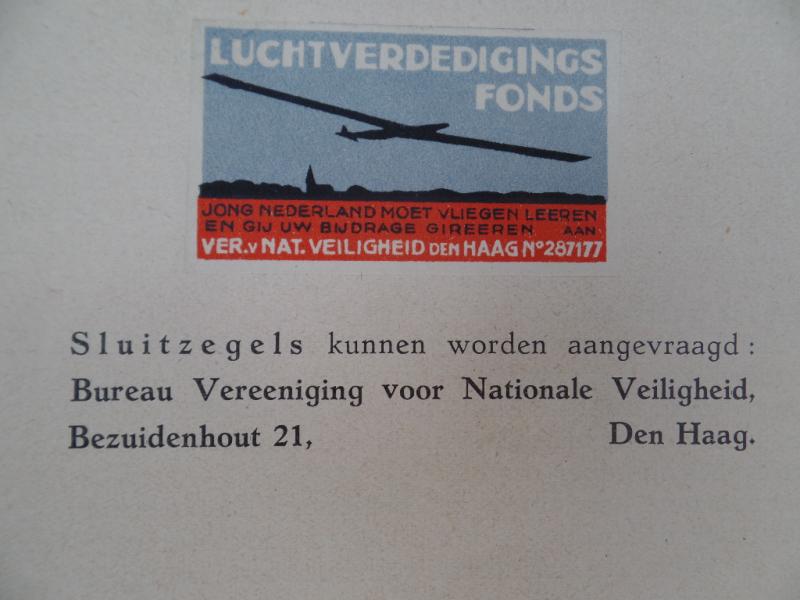 LUCHTVERDEDIGINGS
FONDS
JONG NEDERLAND MOET VLIEGEN LEEREN
EN GIJ UW BIJDRAGE GIREEREN AAN
VER.v NAT. VEILIGHEID DEN HAAG No 287177
Sluitzegels kunnen worden aangevraagd:
Bureau Vereeniging voor Nationale Veiligheid,
Bezuidenhout 21, Den Haag.